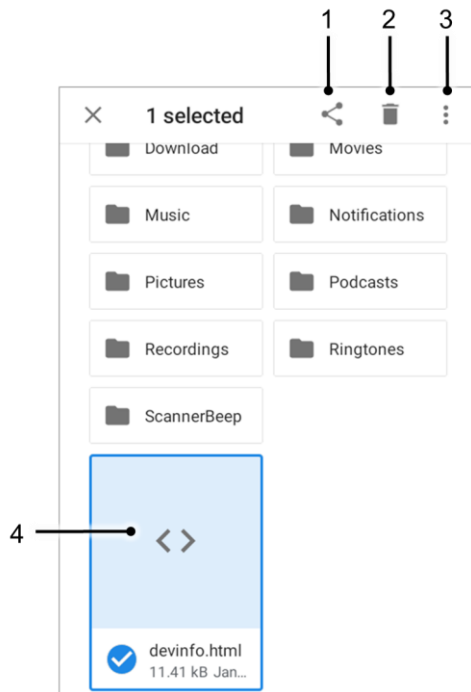 1 2 3
1 selected
Download Movies
Music Notifications
Pictures Podcasts
Recordings Ringtones
ScannerBeep
4
devinfo.html
11.41 kB Jan...